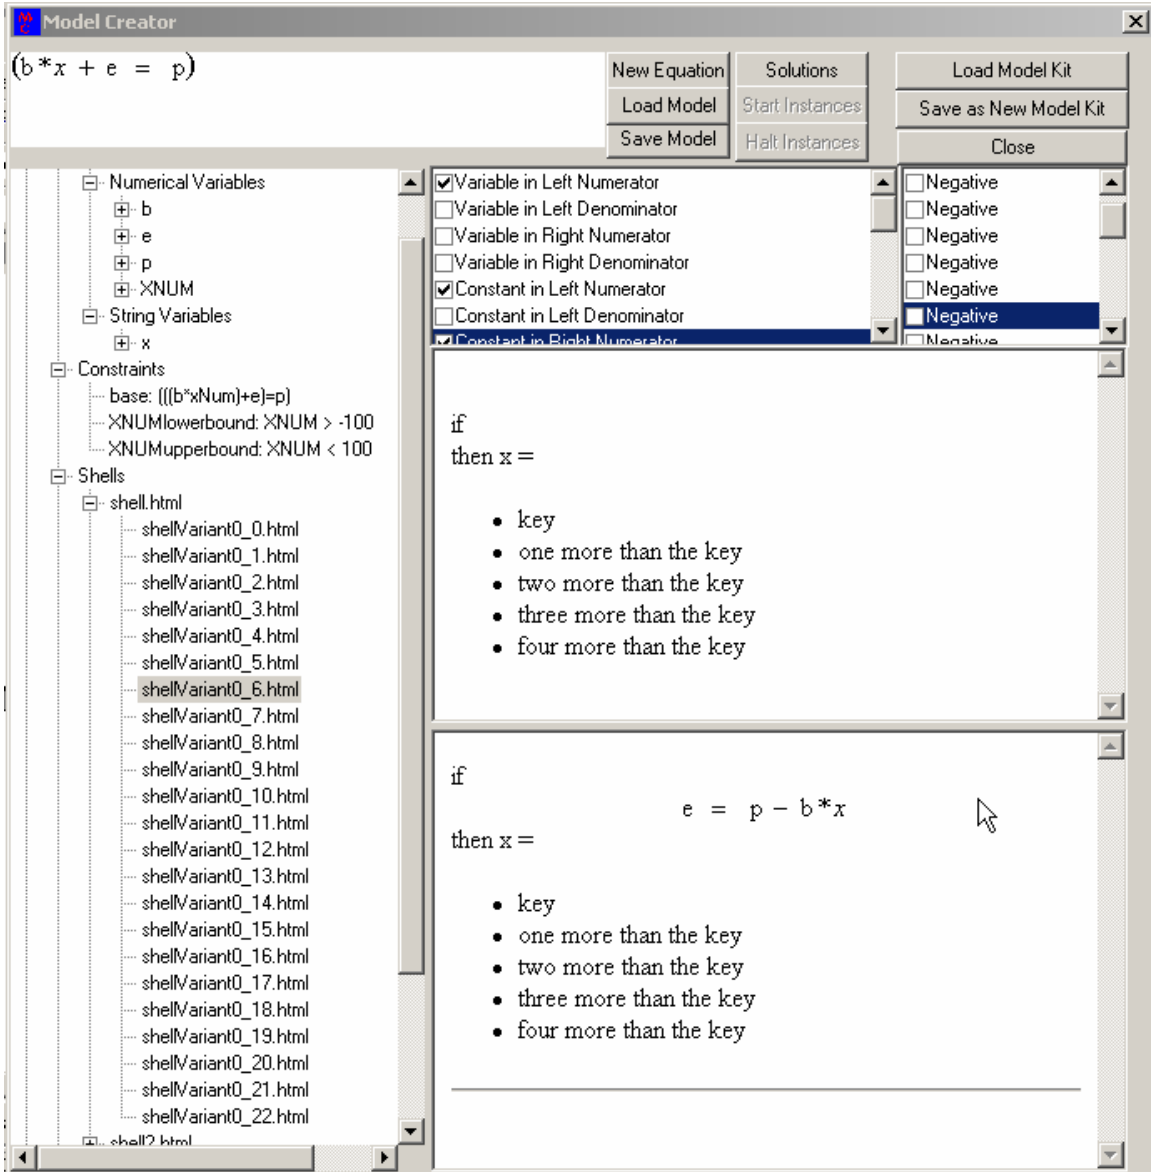 MC Model Creator
(b*x + e = p)
New Equation
Solutions
Load Model Kit
Load Model
Start Instances
Save as New Model Kit
Save Model
Halt Instances
Close
Numerical Variables
b
e
p
XNUM
String Variables
x
Constraints
base: (((b*xNum)+e)=p)
XNUMlowerbound: XNUM > -100
XNUMupperbound: XNUM < 100
Shells
shell.html
shellVariant0_0.html
shellVariant0_1.html
shellVariant0_2.html
shellVariant0_3.html
shellVariant0_4.html
shellVariant0_5.html
shellVariant0_6.html
shellVariant0_7.html
shellVariant0_8.html
shellVariant0_9.html
shellVariant0_10.html
shellVariant0_11.html
shellVariant0_12.html
shellVariant0_13.html
shellVariant0_14.html
shellVariant0_15.html
shellVariant0_16.html
shellVariant0_17.html
shellVariant0_18.html
shellVariant0_19.html
shellVariant0_20.html
shellVariant0_21.html
shellVariant0_22.html
shell2.html
Variable in Left Numerator
Variable in Left Denominator
Variable in Right Numerator
Variable in Right Denominator
Constant in Left Numerator
Constant in Left Denominator
Constant in Right Numerator
Negative
Negative
Negative
Negative
Negative
Negative
Negative
if
then x =
• key
• one more than the key
• two more than the key
• three more than the key
• four more than the key
if
e = p − b*x
then x =
• key
• one more than the key
• two more than the key
• three more than the key
• four more than the key